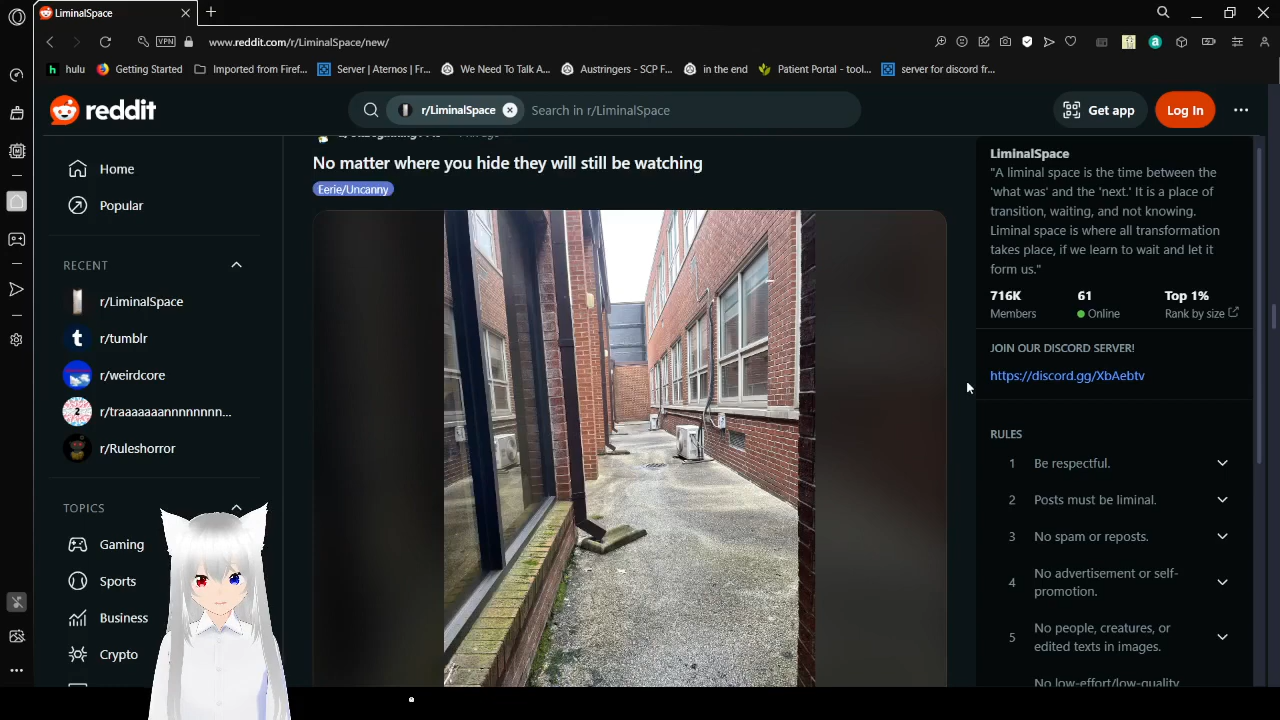 LiminalSpace
VPN
www.reddit.com/r/LiminalSpace/new/
hulu
Getting Started
Imported from Firef...
Server | Aternos | Fr...
We Need To Talk A...
Austringers - SCP F...
in the end
Patient Portal - tool...
server for discord fr...
reddit
r/LiminalSpace
Search in r/LiminalSpace
Get app
Log In
Home
Popular
RECENT
r/LiminalSpace
r/tumblr
r/weirdcore
r/traaaaaaannnnnnnn...
r/Ruleshorror
TOPICS
Gaming
Sports
Business
Crypto
No matter where you hide they will still be watching
Eerie/Uncanny
LiminalSpace
"A liminal space is the time between the
'what was' and the 'next.' It is a place of
transition, waiting, and not knowing.
Liminal space is where all transformation
takes place, if we learn to wait and let it
form us."
716K
Members
61
Online
Top 1%
Rank by size
JOIN OUR DISCORD SERVER!
https://discord.gg/XbAebtv
RULES
1 Be respectful.
2 Posts must be liminal.
3 No spam or reposts.
4 No advertisement or self-
promotion.
5 No people, creatures, or
edited texts in images.
No low-effort/low-quality